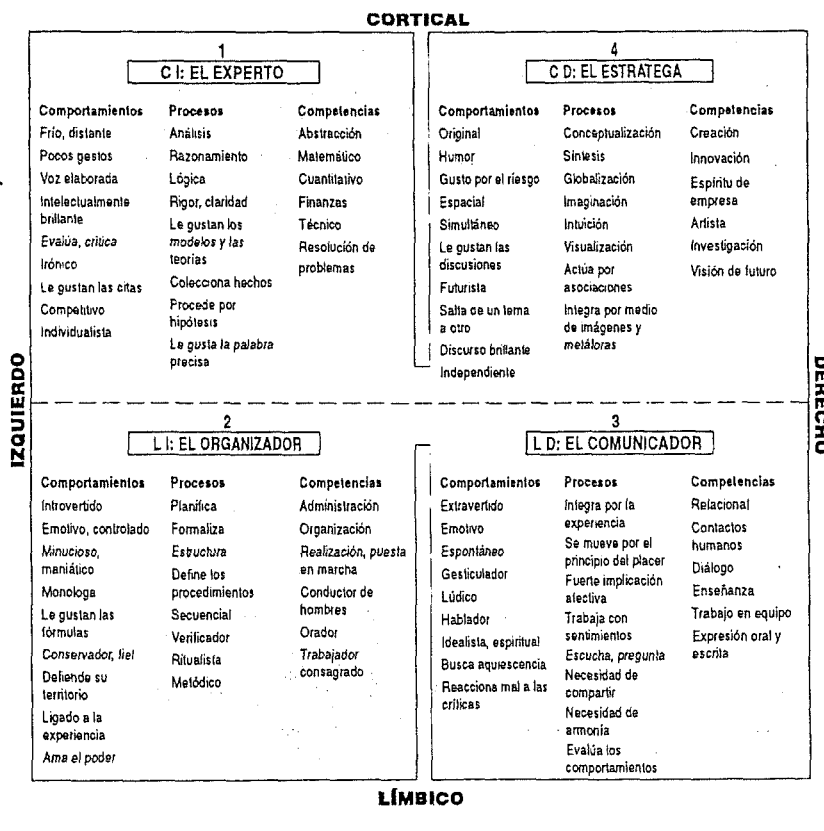 CORTICAL
IZQUIERDO
DERECHO
1
C I: EL EXPERTO
Comportamientos
Frío, distante
Pocos gestos
Voz elaborada
Intelectualmente
brillante
Evalúa, critica
Irónico
Le gustan las citas
Competitivo
Individualista
Procesos
Análisis
Razonamiento
Lógica
Rigor, claridad
Le gustan los
modelos y las
teorías
Colecciona hechos
Procede por
hipótesis
Le gusta la palabra
precisa
Competencias
Abstracción
Matemático
Cuantitativo
Finanzas
Técnico
Resolución de
problemas
4
C D: EL ESTRATEGA
Comportamientos
Original
Humor
Gusto por el riesgo
Espacial
Simultáneo
Le gustan las
discusiones
Futurista
Salta de un tema
a otro
Discurso brillante
Independiente
Procesos
Conceptualización
Síntesis
Globalización
Imaginación
Intuición
Visualización
Actúa por
asociaciones
Integra por medio
de imágenes y
metáforas
Competencias
Creación
Innovación
Espíritu de
empresa
Artista
Investigación
Visión de futuro
2
L I: EL ORGANIZADOR
Comportamientos
Introvertido
Emotivo, controlado
Minucioso,
maniático
Monologa
Le gustan las
fórmulas
Conservador, fiel
Defiende su
territorio
Ligado a la
experiencia
Ama el poder
Procesos
Planifica
Formaliza
Estructura
Define los
procedimientos
Secuencial
Verificador
Ritualista
Metódico
Competencias
Administración
Organización
Realización, puesta
en marcha
Conductor de
hombres
Orador
Trabajador
consagrado
3
L D: EL COMUNICADOR
Comportamientos
Extravertido
Emotivo
Espontáneo
Gesticulador
Lúdico
Hablador
Idealista, espiritual
Busca aquiescencia
Reacciona mal a las
críticas
Procesos
Integra por la
experiencia
Se mueve por el
principio del placer
Fuerte implicación
afectiva
Trabaja con
sentimientos
Escucha, pregunta
Necesidad de
compartir
Necesidad de
armonía
Evalúa los
comportamientos
Competencias
Relacional
Contactos
humanos
Diálogo
Enseñanza
Trabajo en equipo
Expresión oral y
escrita
LÍMBICO